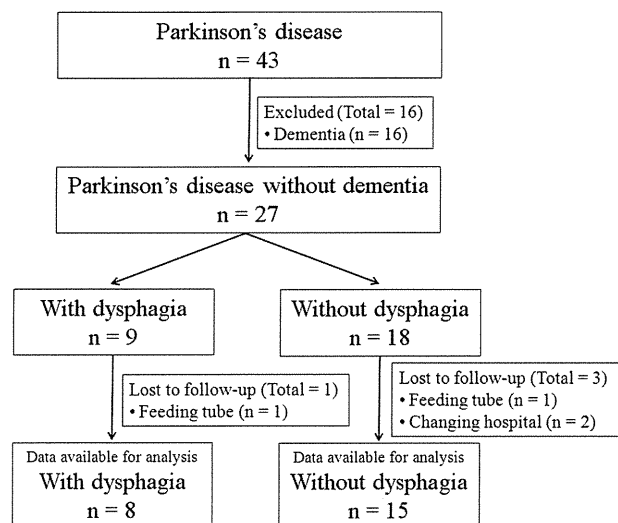 Parkinson's disease
n = 43
Excluded (Total = 16)
• Dementia (n = 16)
Parkinson's disease without dementia
n = 27
With dysphagia
n = 9
Without dysphagia
n = 18
Lost to follow-up (Total = 1)
• Feeding tube (n = 1)
Lost to follow-up (Total = 3)
• Feeding tube (n = 1)
• Changing hospital (n = 2)
Data available for analysis
With dysphagia
n = 8
Data available for analysis
Without dysphagia
n = 15